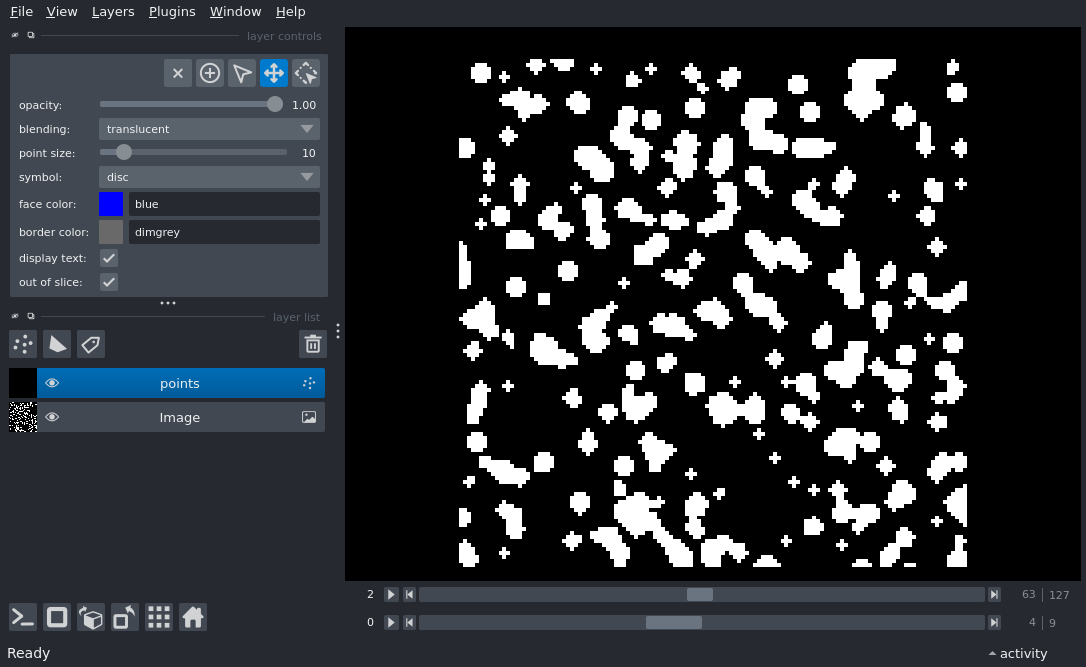 File View Layers Plugins Window Help
layer controls
opacity: 1.00
blending: translucent
point size: 10
symbol: disc
face color: blue
border color: dimgrey
display text:
out of slice:
layer list
points
Image
2 63 | 127
0 4 | 9
Ready activity